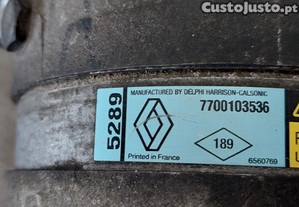 CustoJusto.pt
5289
MANUFACTURED BY DELPHI HARRISON-CALSONIC
7700103536
189
Printed in France
6560769